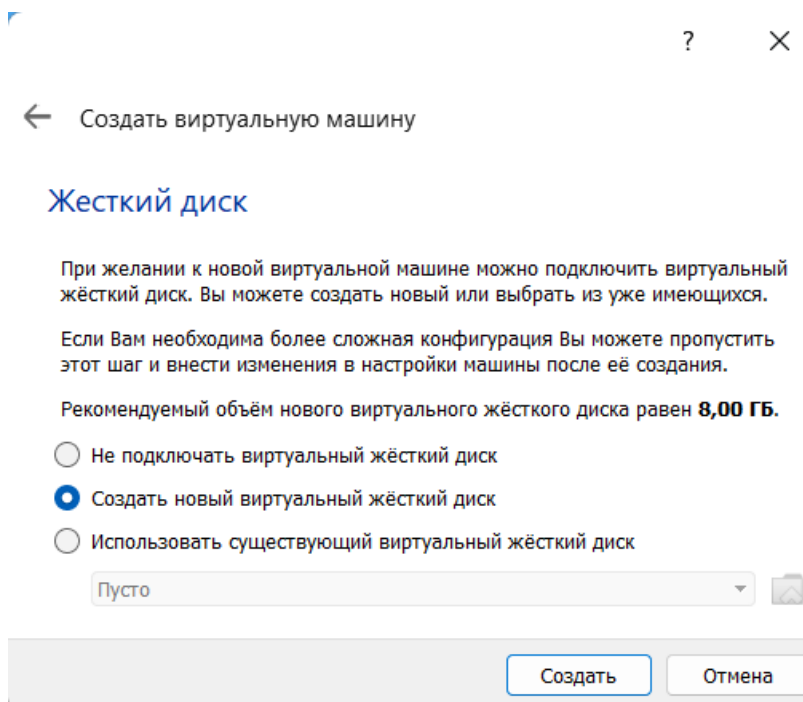 ?
Создать виртуальную машину
Жесткий диск
При желании к новой виртуальной машине можно подключить виртуальный
жёсткий диск. Вы можете создать новый или выбрать из уже имеющихся.
Если Вам необходима более сложная конфигурация Вы можете пропустить
этот шаг и внести изменения в настройки машины после её создания.
Рекомендуемый объём нового виртуального жёсткого диска равен 8,00 ГБ.
Не подключать виртуальный жёсткий диск
Создать новый виртуальный жёсткий диск
Использовать существующий виртуальный жёсткий диск
Пусто
Создать
Отмена